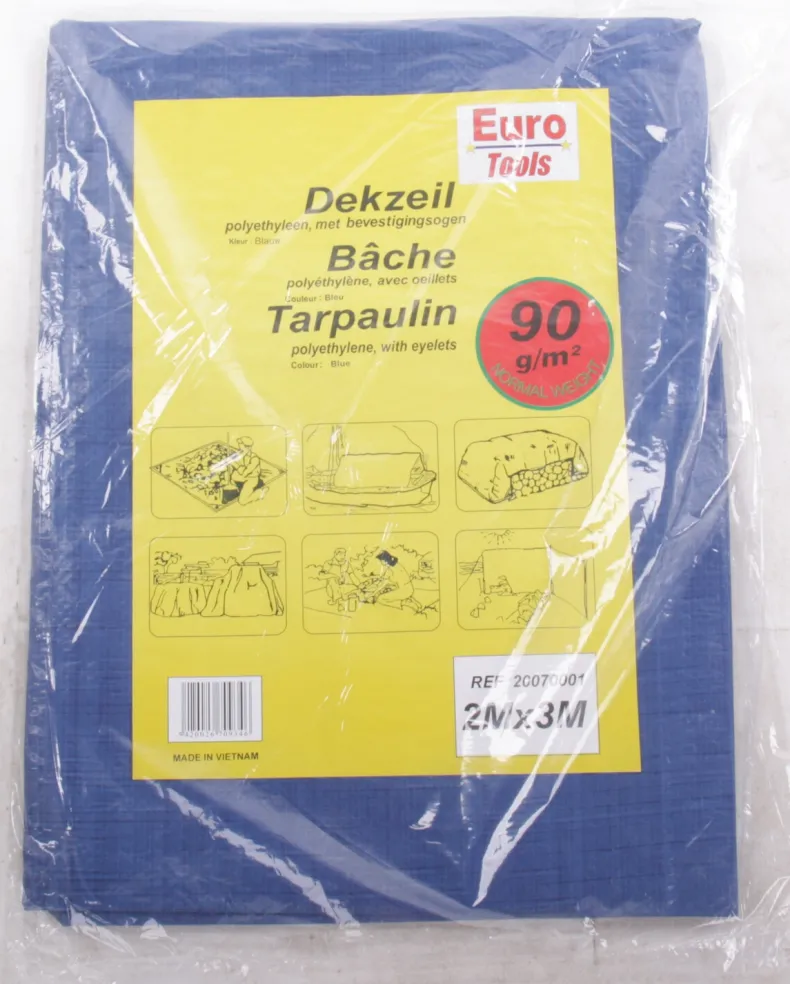 Euro
Tools
Dekzeil
polyethyleen, met bevestigingsogen
Kleur : Blauw
Bâche
polyéthylène, avec oeillets
Couleur : Bleu
Tarpaulin
polyethylene, with eyelets
Colour: Blue
90
g/m²
NORMAL WEIGHT
REF 20070001
2Mx3M
MADE IN VIETNAM